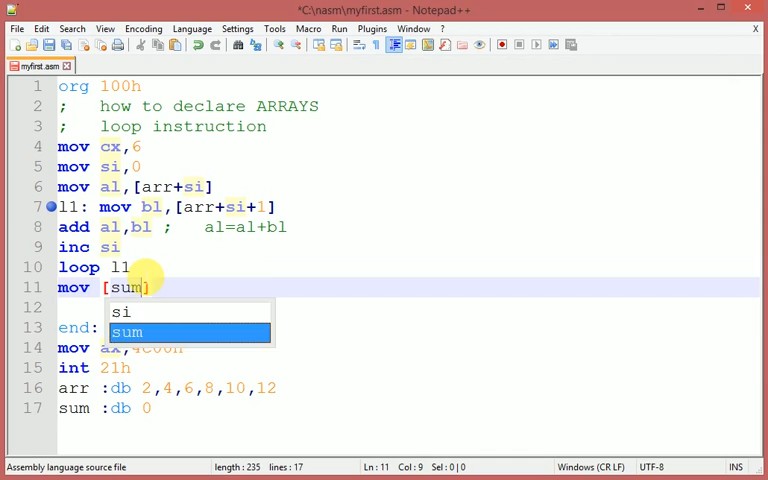 *C:\nasm\myfirst.asm - Notepad++
File Edit Search View Encoding Language Settings Tools Macro Run Plugins Window ? X
myfirst.asm
1 org 100h
2 ; how to declare ARRAYS
3 ; loop instruction
4 mov cx,6
5 mov si,0
6 mov al,[arr+si]
7 l1: mov bl,[arr+si+1]
8 add al,bl ; al=al+bl
9 inc si
10 loop l1
11 mov [sum]
12
si
13 end:
sum
14 mov ax,4c00h
15 int 21h
16 arr :db 2,4,6,8,10,12
17 sum :db 0
Assembly language source file length : 235 lines : 17 Ln : 11 Col : 9 Sel : 0 | 0 Windows (CR LF) UTF-8 INS